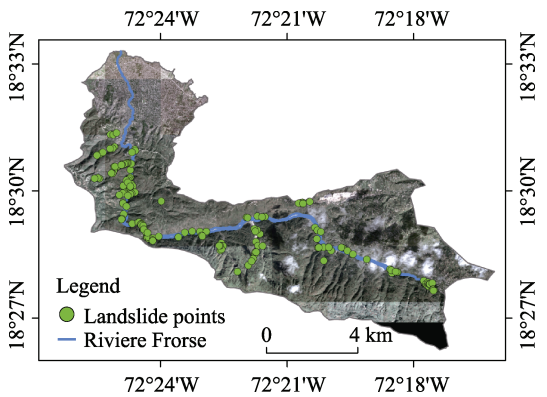 72°24'W 72°21'W 72°18'W
18°33'N 18°33'N
18°30'N 18°30'N
18°27'N 18°27'N
Legend
Landslide points
Riviere Frorse
0 4 km
72°24'W 72°21'W 72°18'W